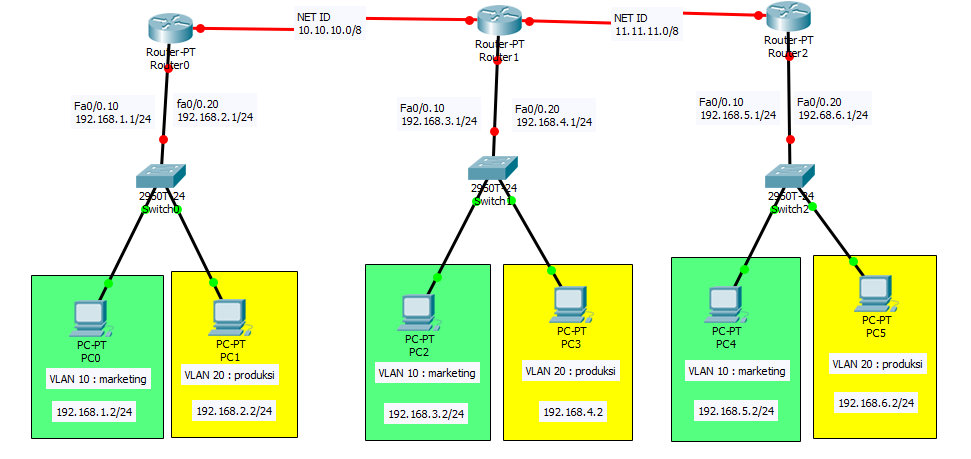 NET ID
10.10.10.0/8
NET ID
11.11.11.0/8
Router-PT
Router0
Router-PT
Router1
Router-PT
Router2
Fa0/0.10
192.168.1.1/24
fa0/0.20
192.168.2.1/24
Fa0/0.10
192.168.3.1/24
Fa0/0.20
192.168.4.1/24
Fa0/0.10
192.168.5.1/24
Fa0/0.20
192.68.6.1/24
2950T-24
Switch0
2950T-24
Switch1
2950T-24
Switch2
PC-PT
PC0
VLAN 10 : marketing
192.168.1.2/24
PC-PT
PC1
VLAN 20 : produksi
192.168.2.2/24
PC-PT
PC2
VLAN 10 : marketing
192.168.3.2/24
PC-PT
PC3
VLAN 20 : produksi
192.168.4.2
PC-PT
PC4
VLAN 10 : marketing
192.168.5.2/24
PC-PT
PC5
VLAN 20 : produksi
192.168.6.2/24